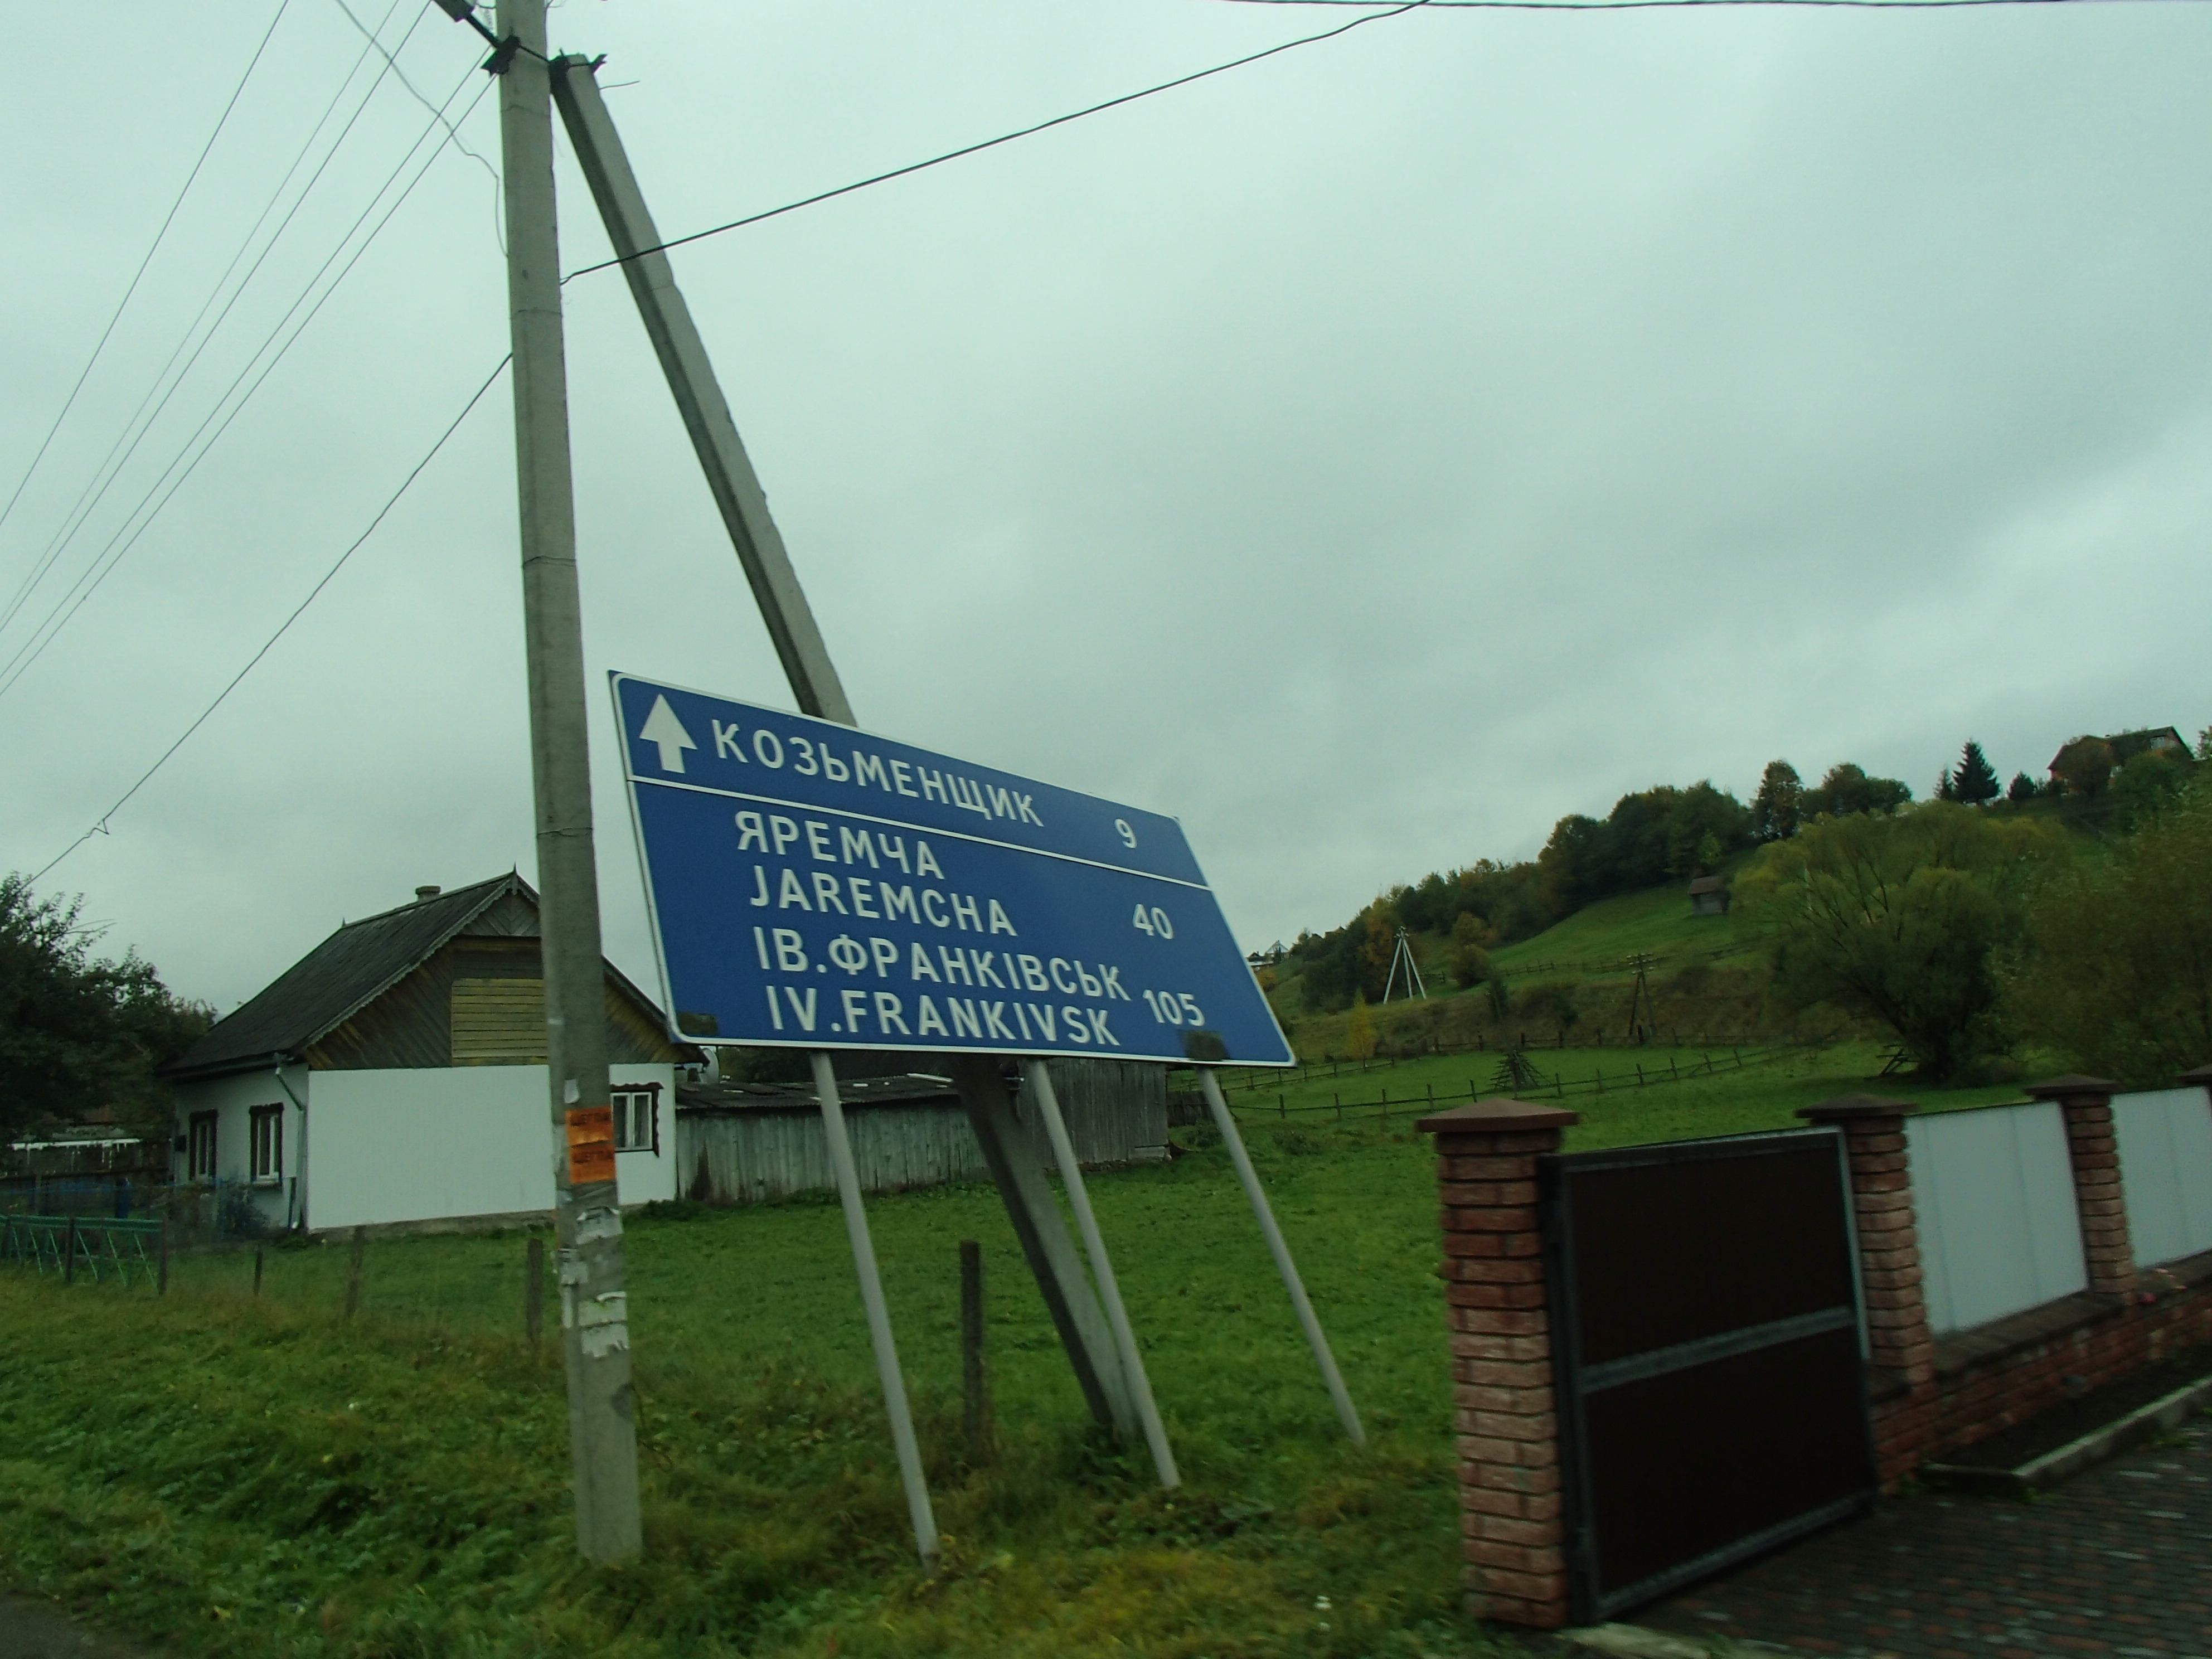 КОЗЬМЕНЩИК 9
ЯРЕМЧА
JAREMCHA 40
ІВ.ФРАНКІВСЬК
IV.FRANKIVSK 105